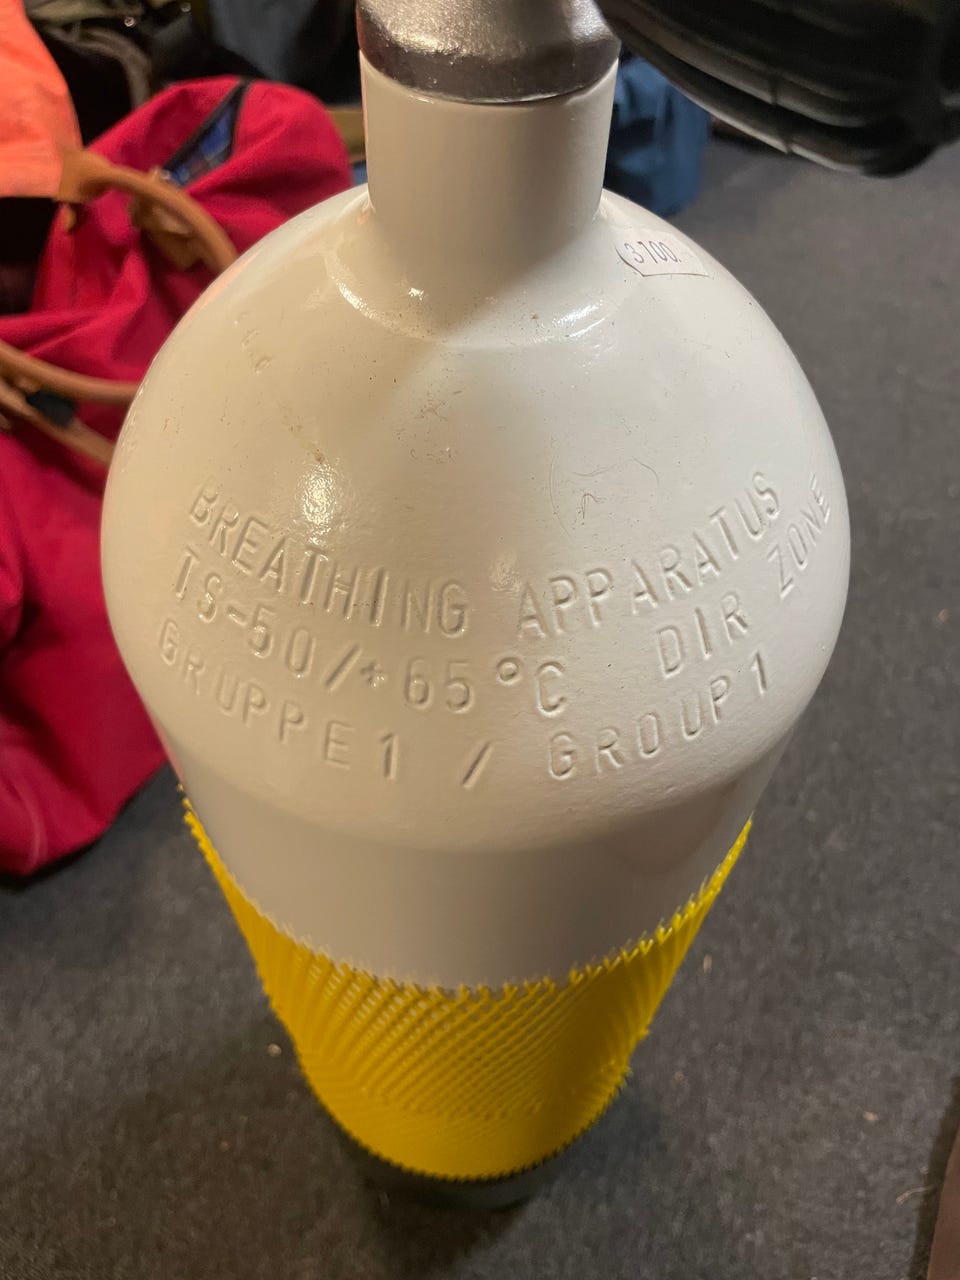 3100.
BREATHING APPARATUS
TS-50/+65°C DIR ZONE
GRUPPE1 / GROUP1